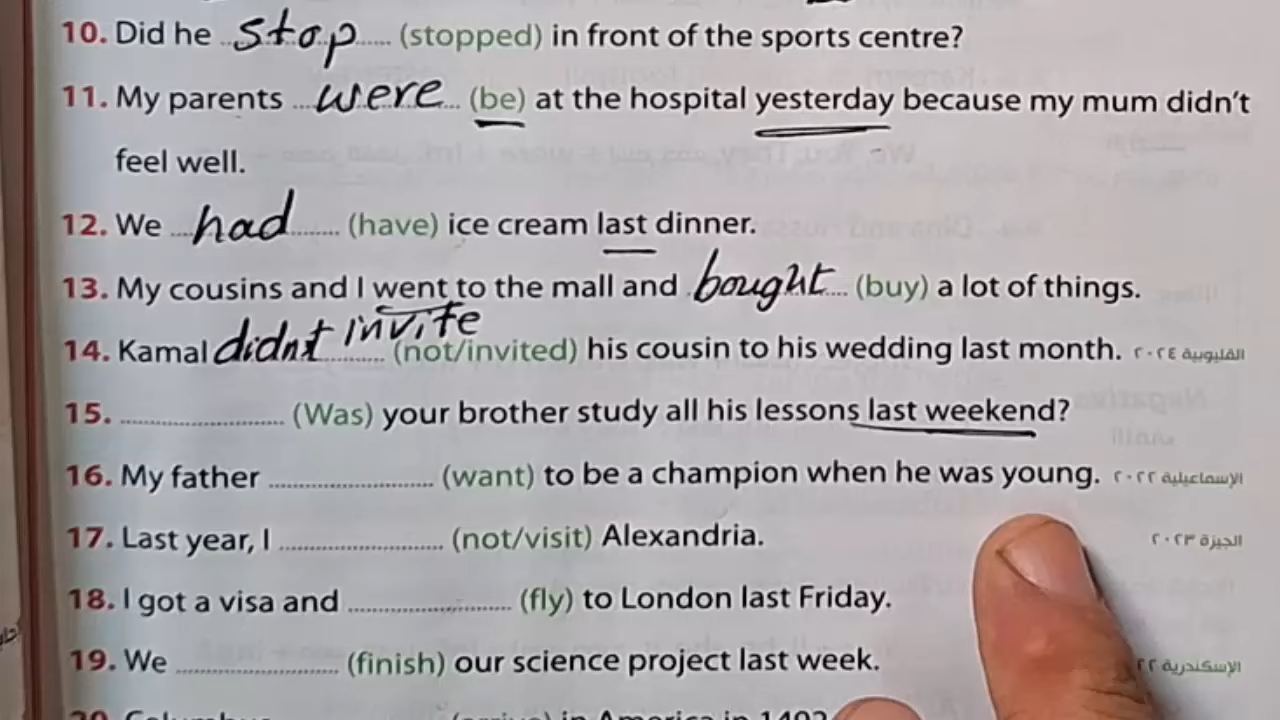 10. Did he stop (stopped) in front of the sports centre?
11. My parents were (be) at the hospital yesterday because my mum didn't
feel well.
12. We had (have) ice cream last dinner.
13. My cousins and I went to the mall and bought (buy) a lot of things.
14. Kamal didn't invite (not/invited) his cousin to his wedding last month. القليوبية ٢٠٢٤
15. .................... (Was) your brother study all his lessons last weekend?
16. My father .................... (want) to be a champion when he was young. الإسماعيلية ٢٠٢٢
17. Last year, I .................... (not/visit) Alexandria. الجيزة ٢٠٢٣
18. I got a visa and .................... (fly) to London last Friday.
19. We .................... (finish) our science project last week. الإسكندرية ٢٢
in America in 1492